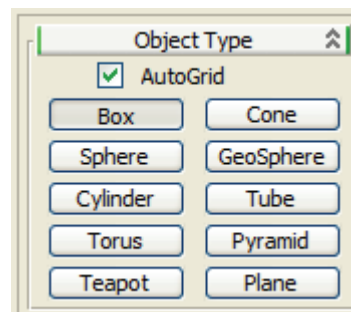 Object Type
AutoGrid
Box Cone
Sphere GeoSphere
Cylinder Tube
Torus Pyramid
Teapot Plane